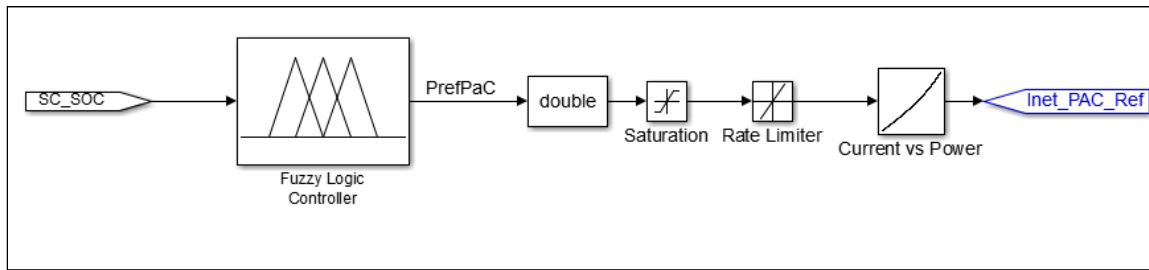 SC_SOC
PrefPaC
double
Inet_PAC_Ref
Saturation
Rate Limiter
Current vs Power
Fuzzy Logic
Controller